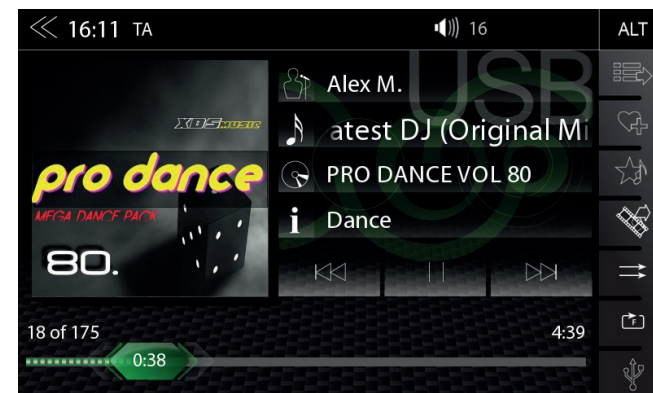 16:11 TA 16 ALT
USB
Alex M.
XBS MUSIC
atest DJ (Original Mi
pro dance
PRO DANCE VOL 80
MEGA DANCE PACK
Dance
80.
18 of 175 4:39
0:38
F